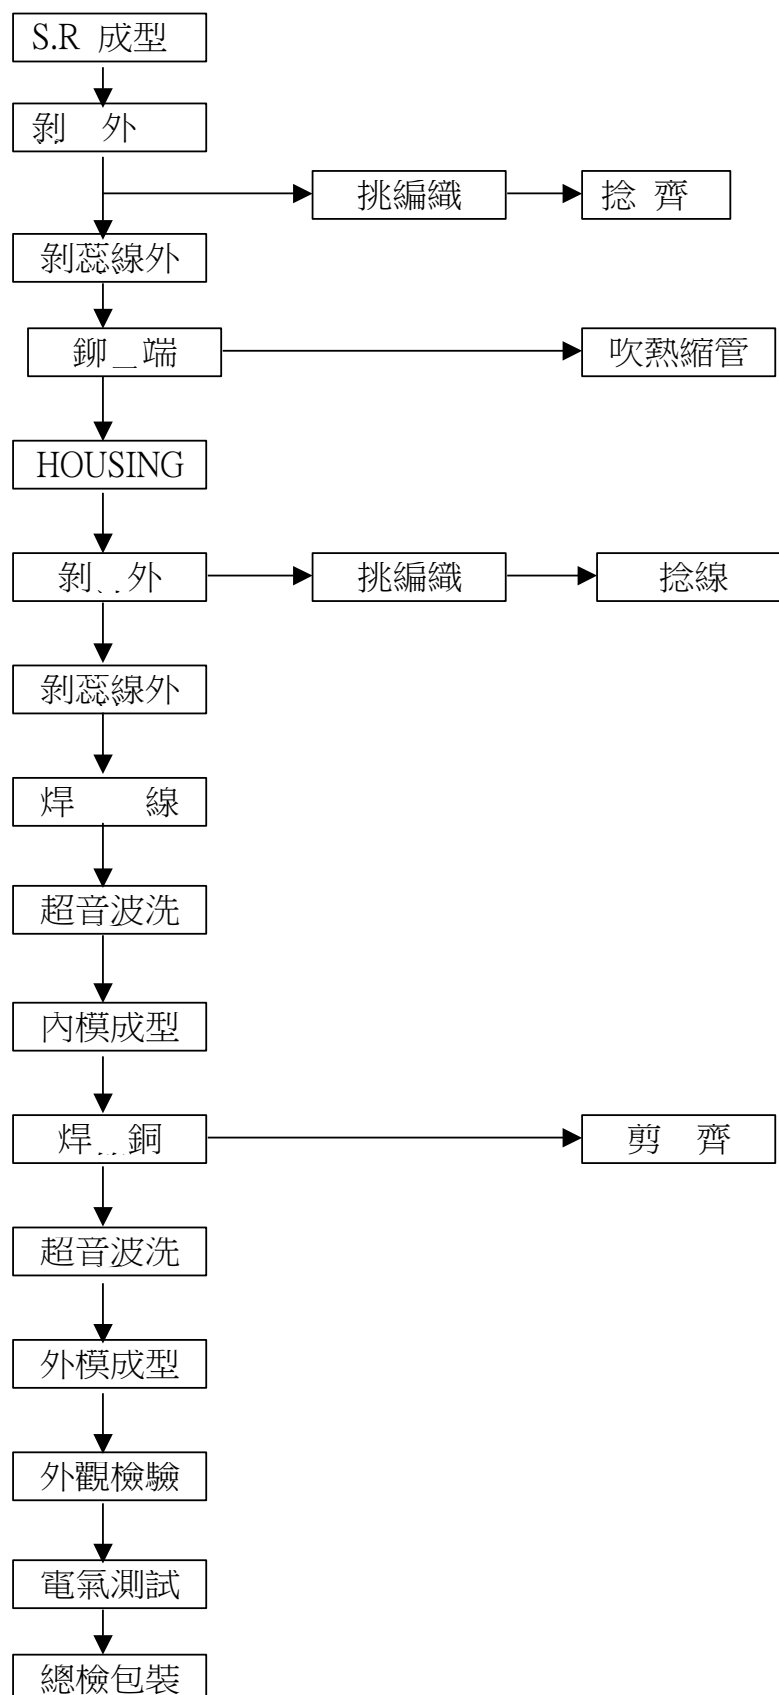 S.R 成型
剝 外
挑編織
捻 齊
剝蕊線外
鉚 端
吹熱縮管
HOUSING
剝 外
挑編織
捻線
剝蕊線外
焊 線
超音波洗
內模成型
焊 銅
剪 齊
超音波洗
外模成型
外觀檢驗
電氣測試
總檢包裝